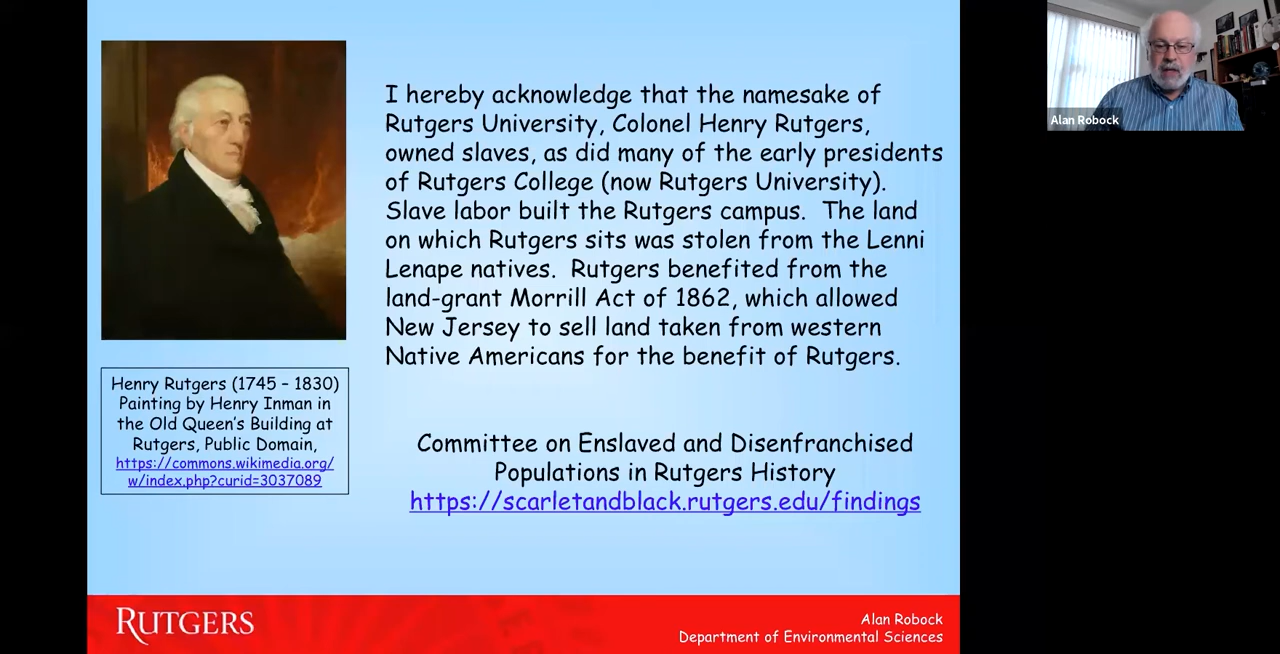 I hereby acknowledge that the namesake of
Rutgers University, Colonel Henry Rutgers,
owned slaves, as did many of the early presidents
of Rutgers College (now Rutgers University).
Slave labor built the Rutgers campus.  The land
on which Rutgers sits was stolen from the Lenni
Lenape natives.  Rutgers benefited from the
land-grant Morrill Act of 1862, which allowed
New Jersey to sell land taken from western
Native Americans for the benefit of Rutgers.
Henry Rutgers (1745 – 1830)
Painting by Henry Inman in
the Old Queen's Building at
Rutgers, Public Domain,
https://commons.wikimedia.org/
w/index.php?curid=3037089
Committee on Enslaved and Disenfranchised
Populations in Rutgers History
https://scarletandblack.rutgers.edu/findings
RUTGERS
Alan Robock
Department of Environmental Sciences
Alan Robock